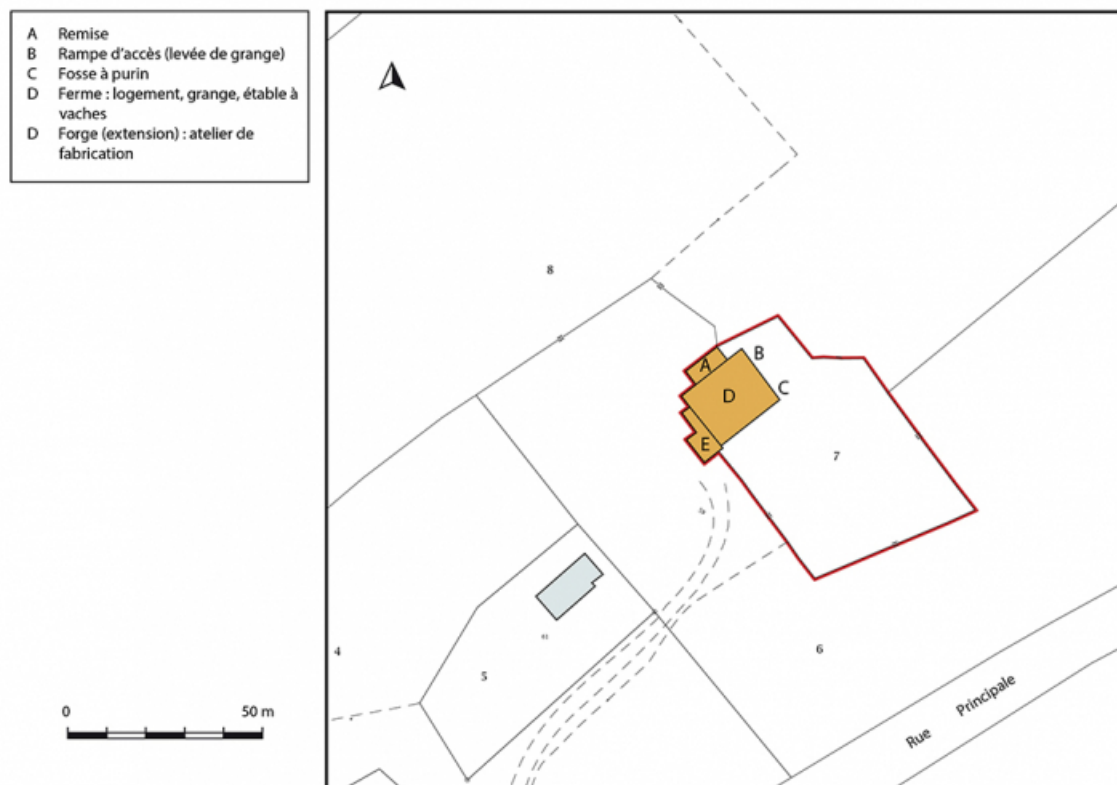 A Remise
B Rampe d'accès (levée de grange)
C Fosse à purin
D Ferme : logement, grange, étable à
vaches
D Forge (extension) : atelier de
fabrication
8
A
B
D
C
E
7
4
5
6
Rue Principale
0 50 m